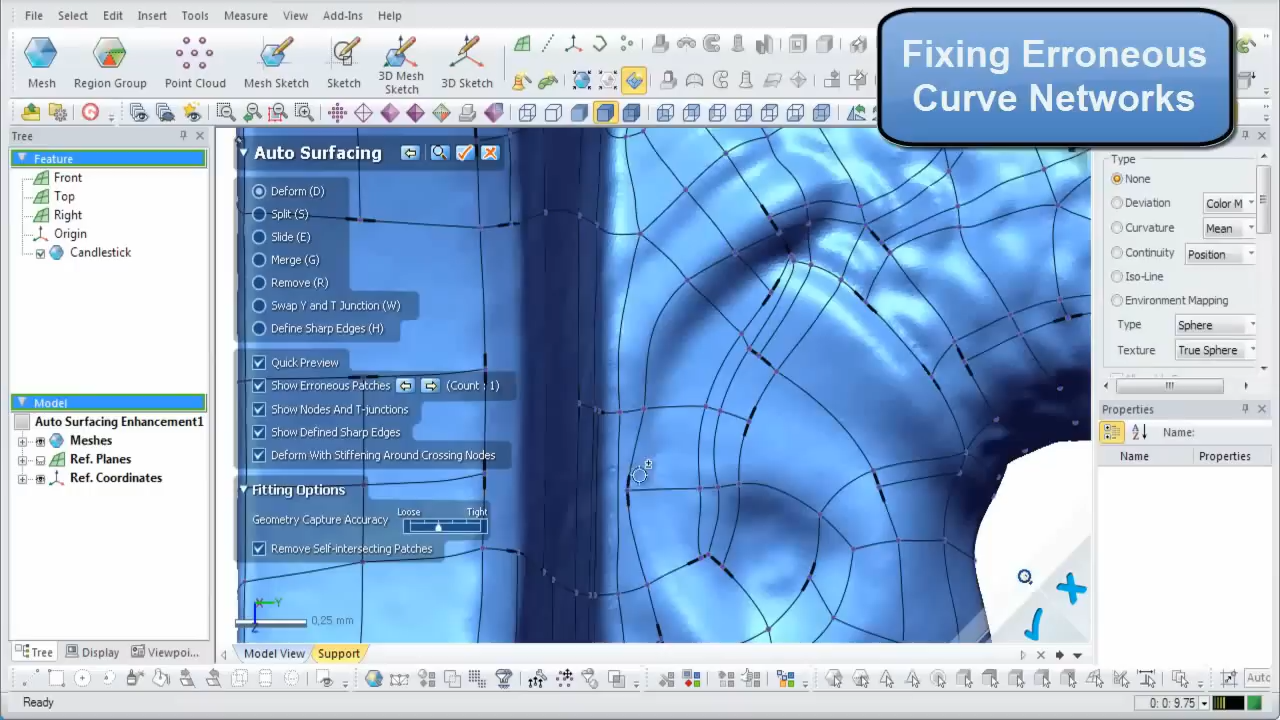 File Select Edit Insert Tools Measure View Add-Ins Help
Fixing Erroneous
Curve Networks
Mesh Region Group Point Cloud Mesh Sketch Sketch 3D Mesh Sketch 3D Sketch
Tree
Feature
Front
Top
Right
Origin
Candlestick
Model
Auto Surfacing Enhancement1
Meshes
Ref. Planes
Ref. Coordinates
Tree Display Viewpoi...
Auto Surfacing
Deform (D)
Split (S)
Slide (E)
Merge (G)
Remove (R)
Swap Y and T Junction (W)
Define Sharp Edges (H)
Quick Preview
Show Erroneous Patches (Count : 1)
Show Nodes And T-junctions
Show Defined Sharp Edges
Deform With Stiffening Around Crossing Nodes
Fitting Options
Geometry Capture Accuracy Loose Tight
Remove Self-intersecting Patches
X Y
Z
0,25 mm
Model View Support
Type
None
Deviation Color M
Curvature Mean
Continuity Position
Iso-Line
Environment Mapping
Type Sphere
Texture True Sphere
Properties
Name:
Name Properties
Auto
Ready
0: 0: 9.75